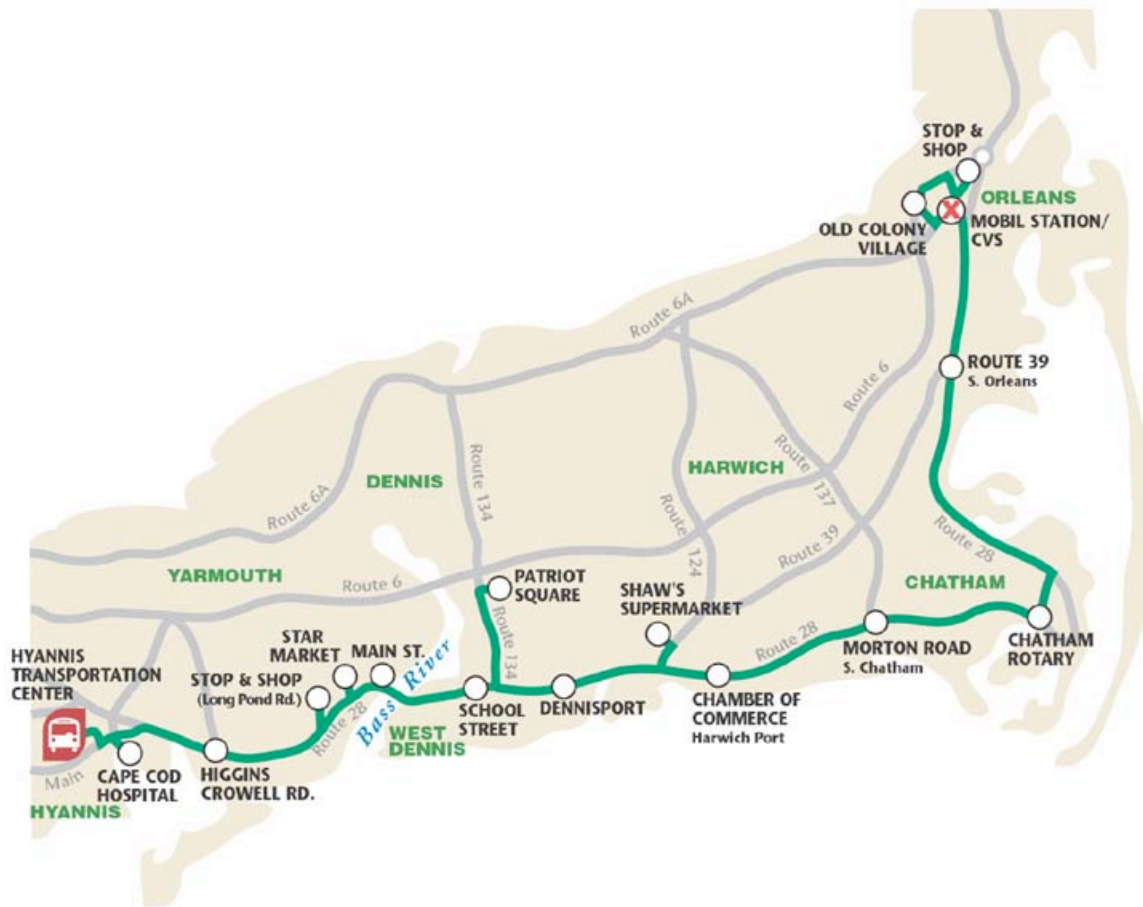 STOP &
SHOP
ORLEANS
OLD COLONY
VILLAGE
X
MOBIL STATION/
CVS
Route 6A
ROUTE 39
S. Orleans
Route 6
HARWICH
DENNIS
Route 134
Route 137
Route 6A
Route 124
Route 39
Route 28
YARMOUTH
Route 6
PATRIOT
SQUARE
SHAW'S
SUPERMARKET
CHATHAM
STAR
MARKET
MAIN ST.
Bass River
Route 134
Route 28
MORTON ROAD
S. Chatham
CHATHAM
ROTARY
HYANNIS
TRANSPORTATION
CENTER
STOP & SHOP
(Long Pond Rd.)
Route 28
WEST
DENNIS
SCHOOL
STREET
DENNISPORT
CHAMBER OF
COMMERCE
Harwich Port
Main
CAPE COD
HOSPITAL
HIGGINS
CROWELL RD.
HYANNIS